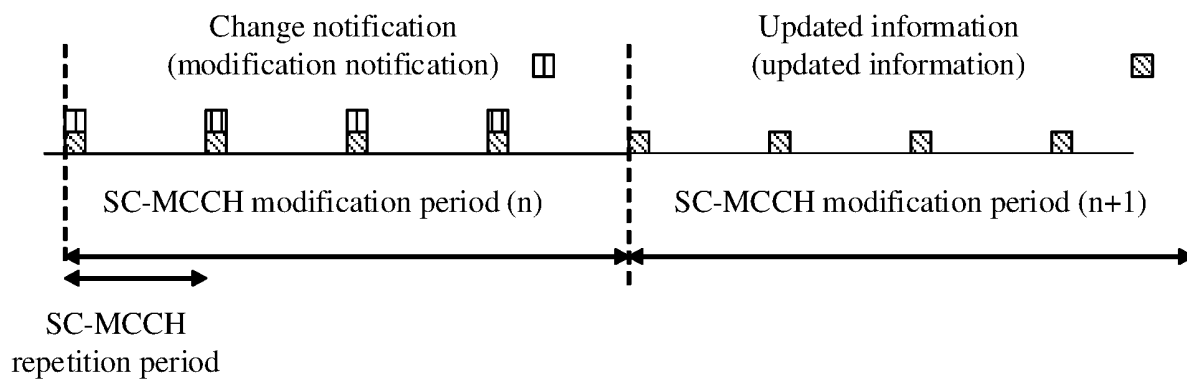 Change notification
(modification notification)
Updated information
(updated information)
SC-MCCH modification period (n)
SC-MCCH modification period (n+1)
SC-MCCH
repetition period